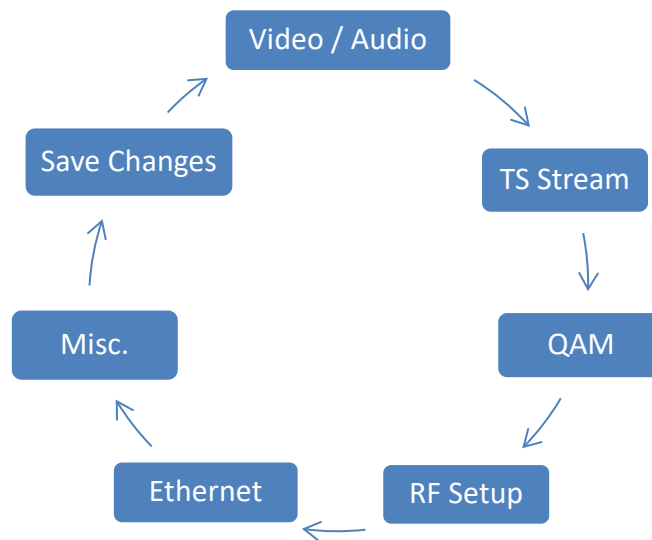 Video / Audio
TS Stream
QAM
RF Setup
Ethernet
Misc.
Save Changes